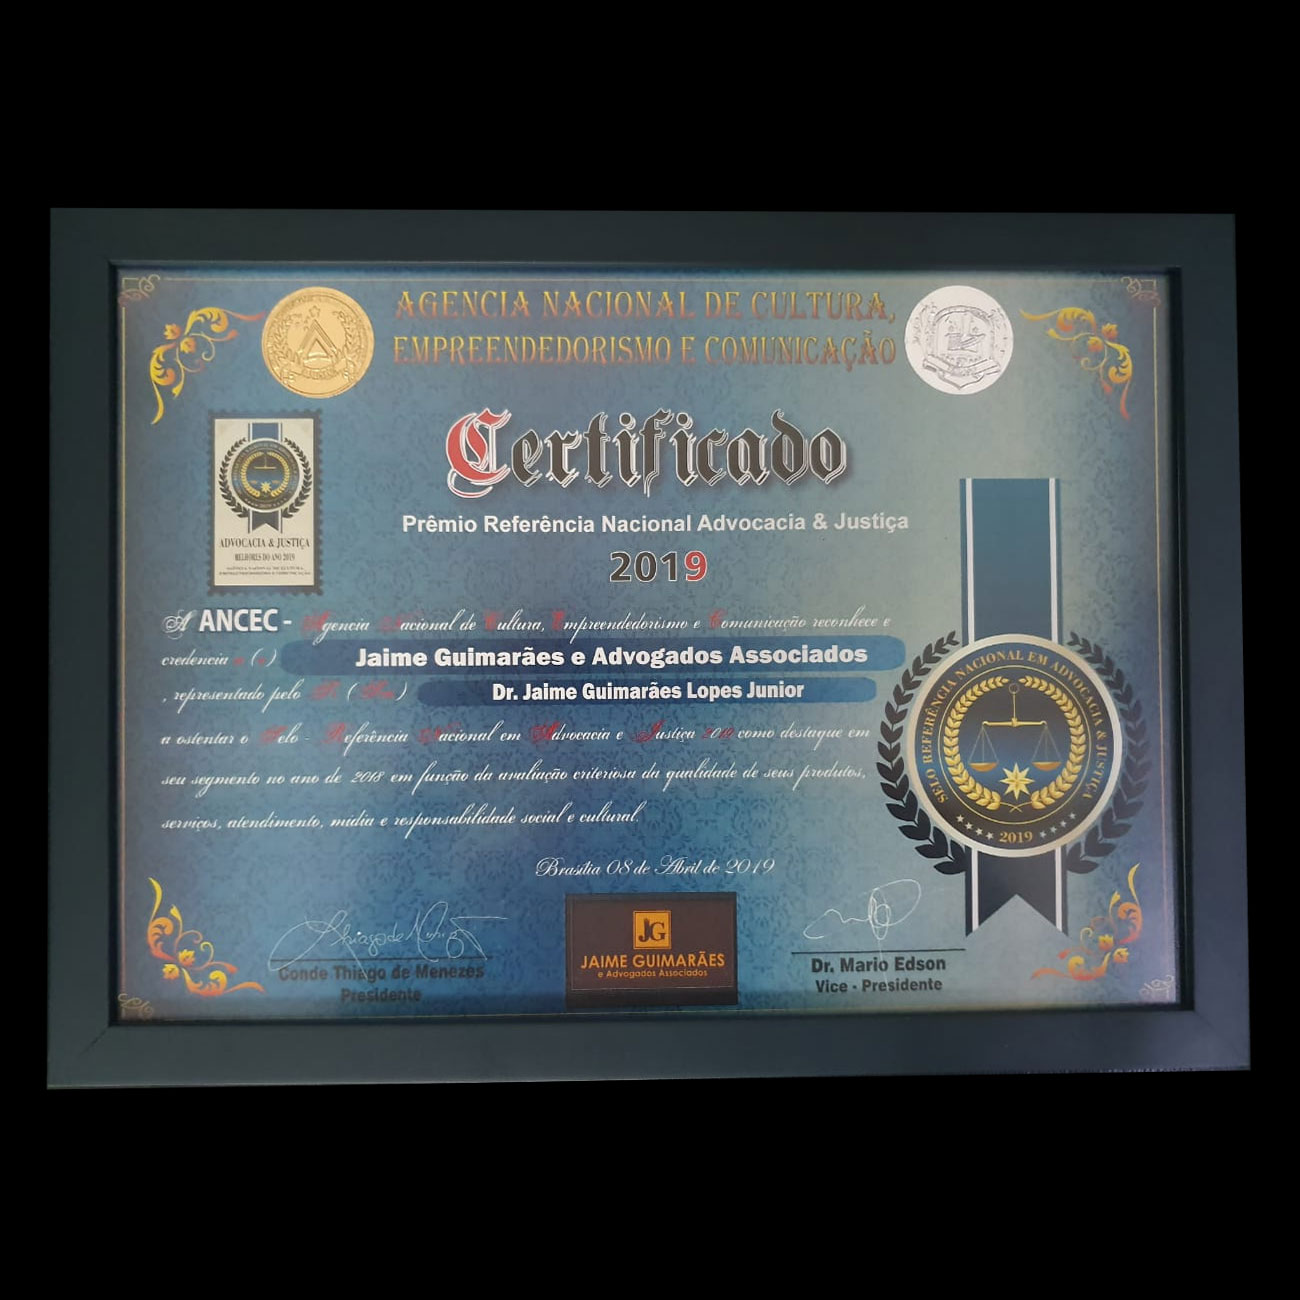 AGENCIA NACIONAL DE CULTURA,
EMPREENDEDORISMO E COMUNICAÇÃO
Certificado
Prêmio Referência Nacional Advocacia & Justiça
2019
ADVOCACIA & JUSTIÇA
MELHORES DO ANO 2019
A ANCEC - Agencia Nacional de Cultura, Empreendedorismo e Comunicação reconhece e
credencia a (o) Jaime Guimarães e Advogados Associados
, representado pelo Dr. Jaime Guimarães Lopes Junior
a ostentar o Selo - Referência Nacional em Advocacia e Justiça 2019 como destaque em
seu segmento no ano de 2018 em função da avaliação criteriosa da qualidade de seus produtos,
serviços, atendimento, mídia e responsabilidade social e cultural.
Brasília 08 de Abril de 2019
SELO REFERÊNCIA NACIONAL EM ADVOCACIA & JUSTIÇA
2019
Conde Thiago de Menezes
Presidente
JG
JAIME GUIMARÃES
e Advogados Associados
Dr. Mario Edson
Vice - Presidente